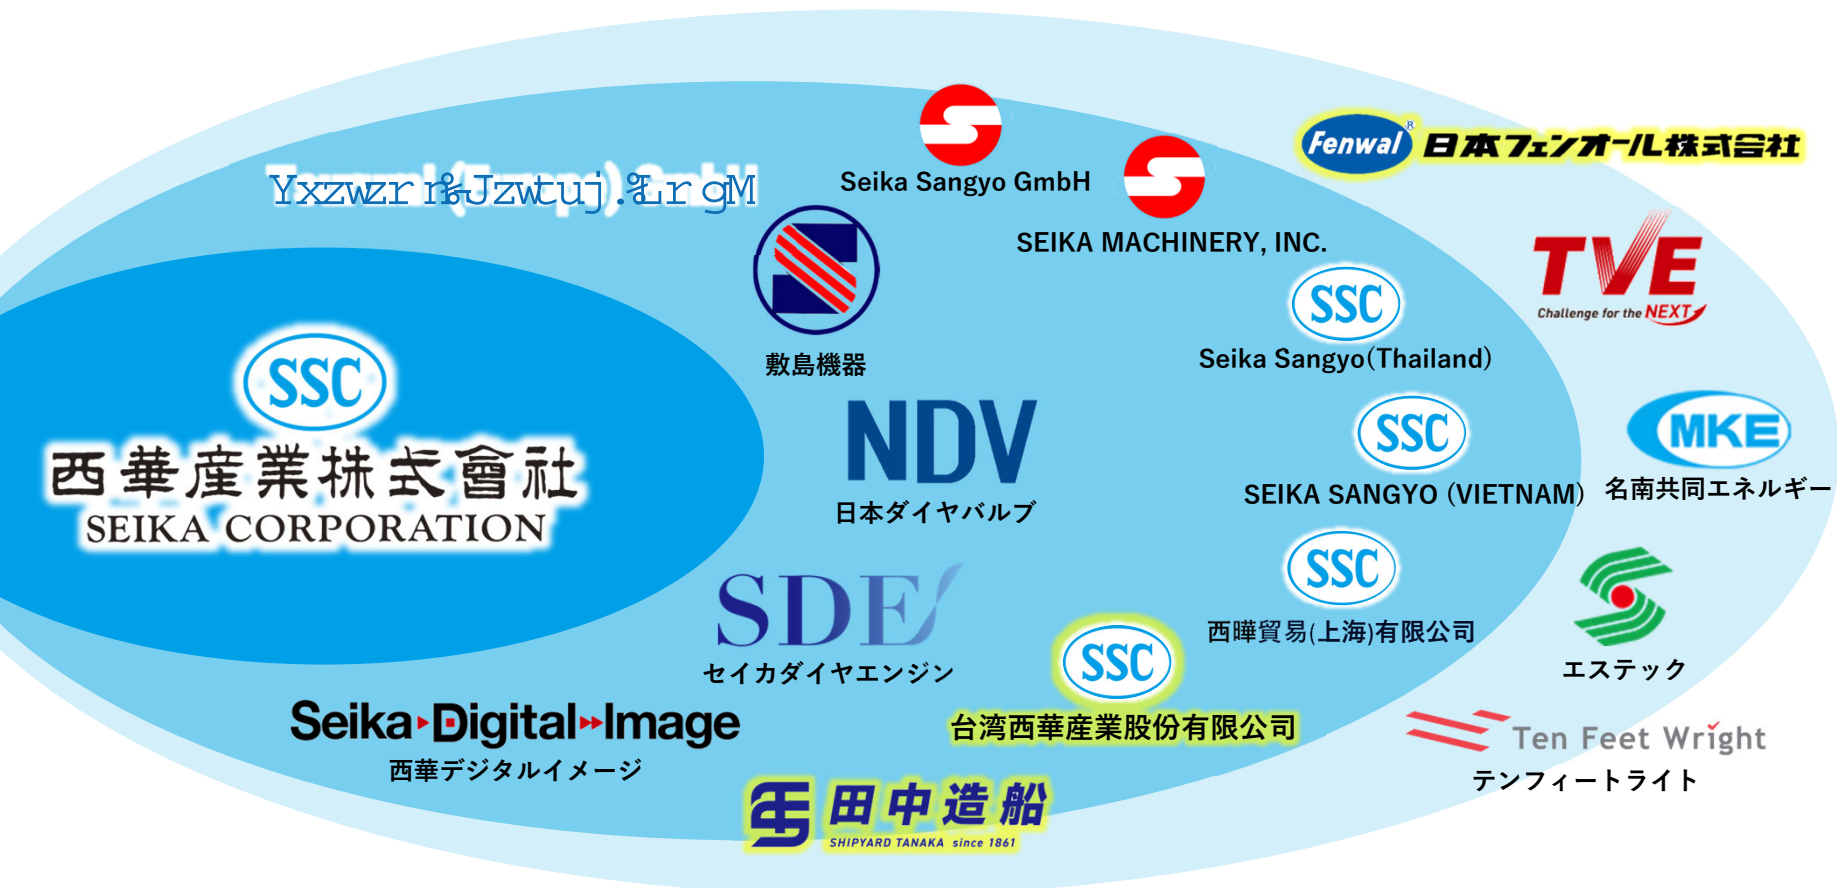 Seika Sangyo GmbH
SEIKA MACHINERY, INC.
Fenwal® 日本フェンオール株式会社
TVE
Challenge for the NEXT
敷島機器
SSC
Seika Sangyo(Thailand)
SSC
西華産業株式會社
SEIKA CORPORATION
NDV
日本ダイヤバルブ
SSC
SEIKA SANGYO (VIETNAM)
MKE
名南共同エネルギー
SSC
西曄貿易(上海)有限公司
SDE
セイカダイヤエンジン
SSC
台湾西華産業股份有限公司
エステック
Seika Digital Image
西華デジタルイメージ
Ten Feet Wright
テンフィートライト
田中造船
SHIPYARD TANAKA since 1861